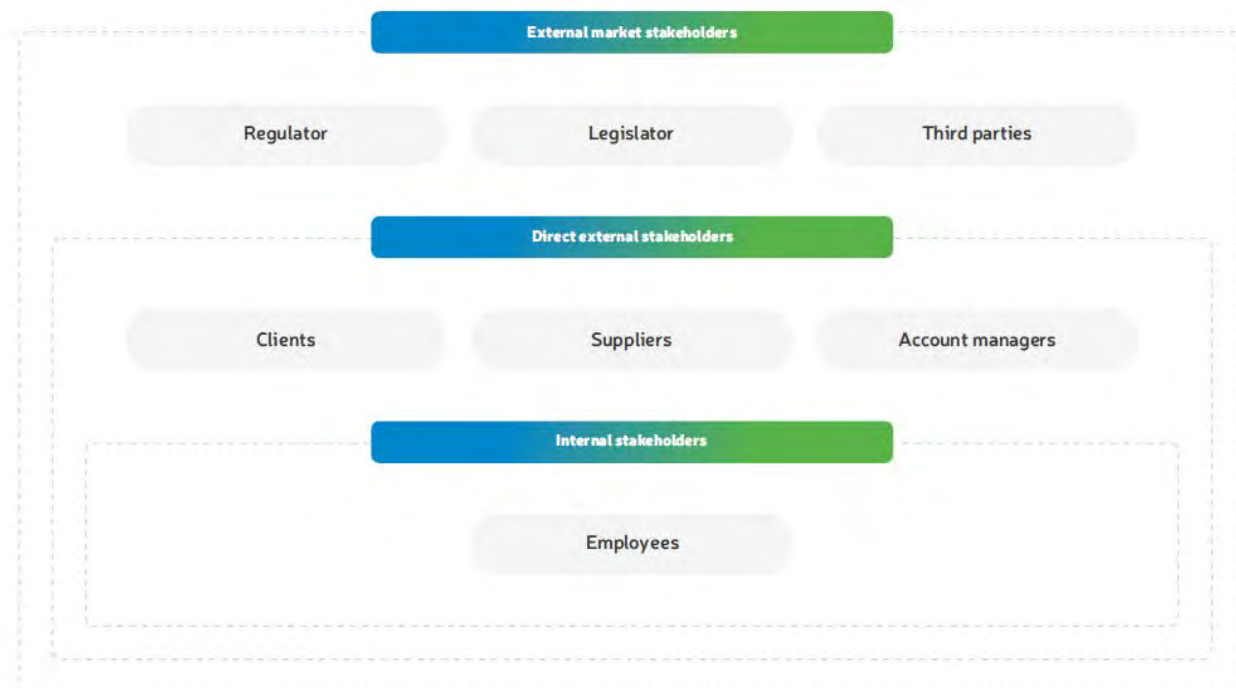 External market stakeholders
Regulator
Legislator
Third parties
Direct external stakeholders
Clients
Suppliers
Account managers
Internal stakeholders
Employees